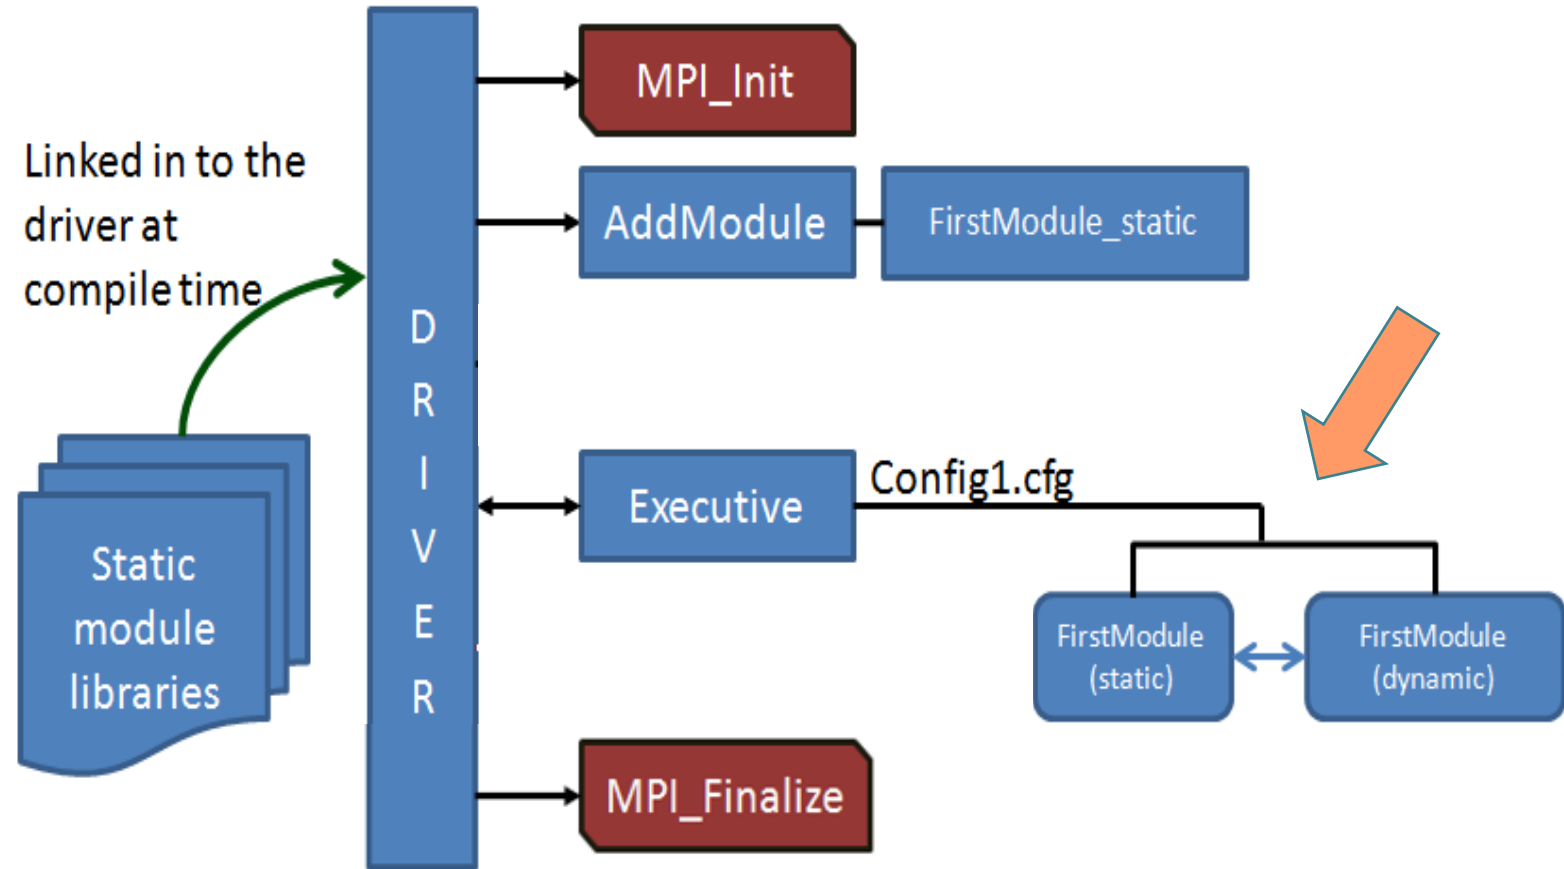 MPI_Init
Linked in to the
driver at
compile time
AddModule
FirstModule_static
D
R
I
V
E
R
Executive
Config1.cfg
Static
module
libraries
FirstModule
(static)
FirstModule
(dynamic)
MPI_Finalize